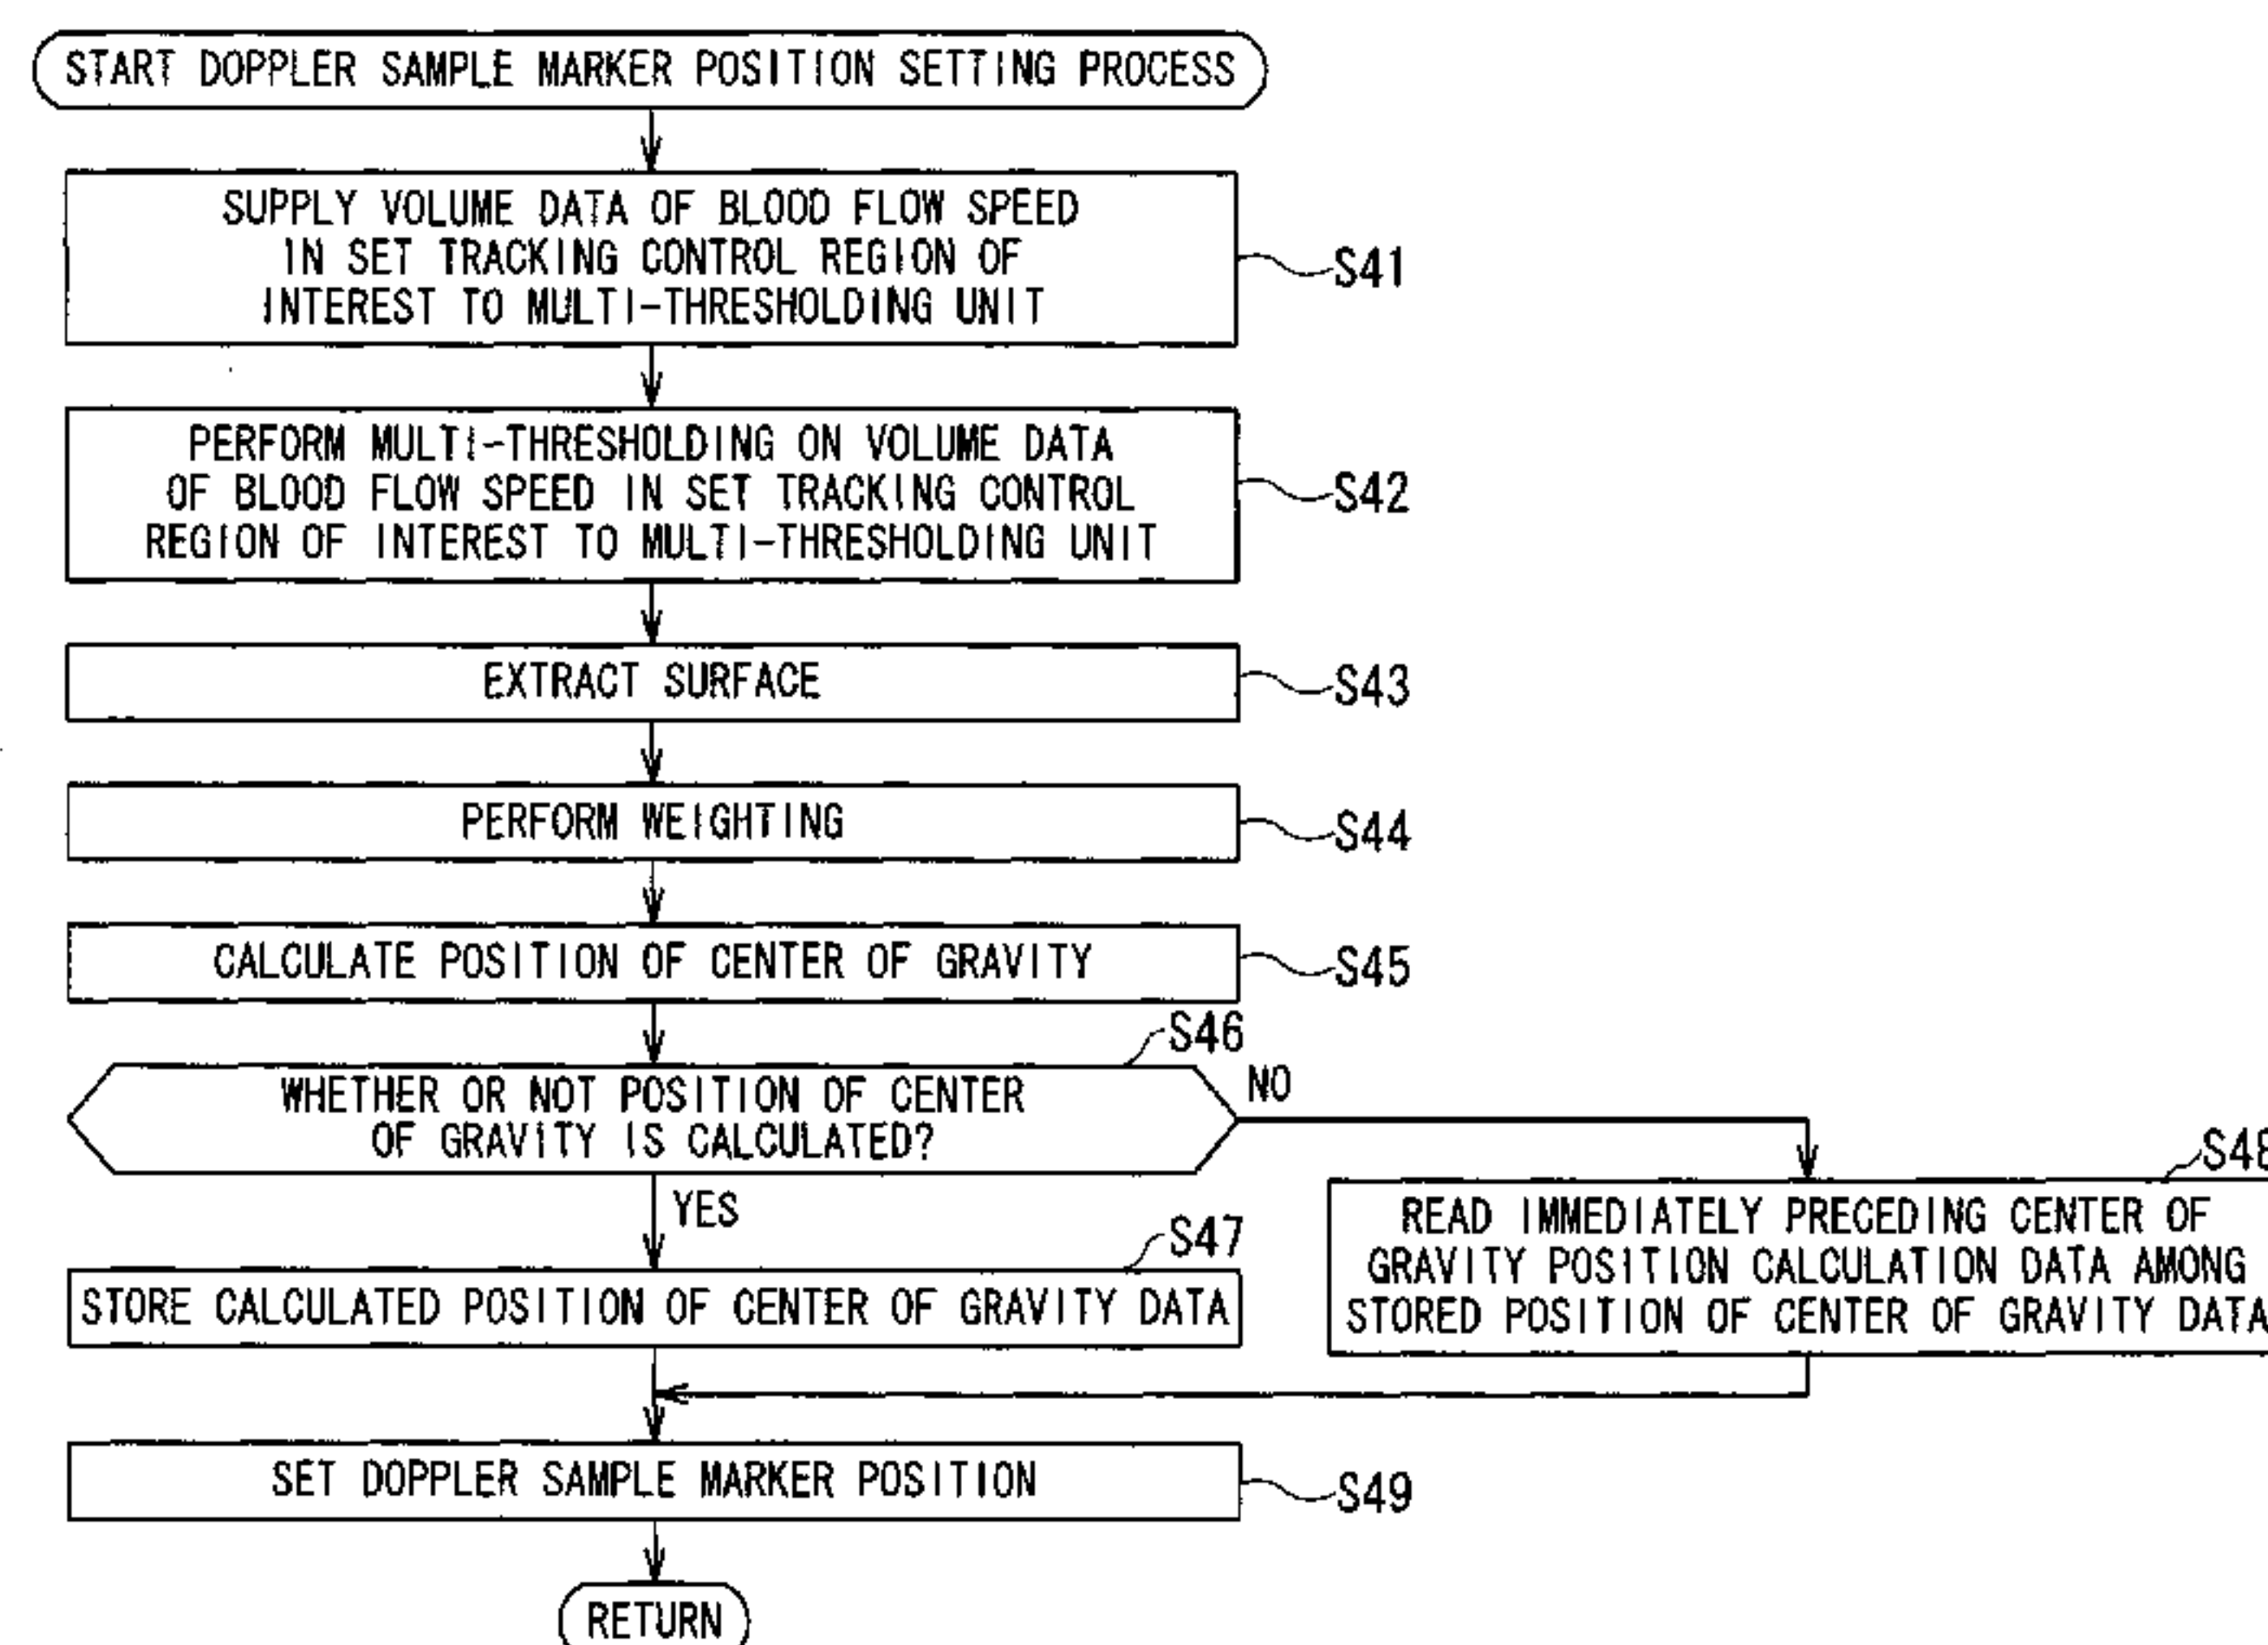 START DOPPLER SAMPLE MARKER POSITION SETTING PROCESS
SUPPLY VOLUME DATA OF BLOOD FLOW SPEED
IN SET TRACKING CONTROL REGION OF
INTEREST TO MULTI-THRESHOLDING UNIT
S41
PERFORM MULTI-THRESHOLDING ON VOLUME DATA
OF BLOOD FLOW SPEED IN SET TRACKING CONTROL
REGION OF INTEREST TO MULTI-THRESHOLDING UNIT
S42
EXTRACT SURFACE
S43
PERFORM WEIGHTING
S44
CALCULATE POSITION OF CENTER OF GRAVITY
S45
S46
WHETHER OR NOT POSITION OF CENTER
OF GRAVITY IS CALCULATED?
NO
YES
S47
STORE CALCULATED POSITION OF CENTER OF GRAVITY DATA
S48
READ IMMEDIATELY PRECEDING CENTER OF
GRAVITY POSITION CALCULATION DATA AMONG
STORED POSITION OF CENTER OF GRAVITY DATA
SET DOPPLER SAMPLE MARKER POSITION
S49
RETURN